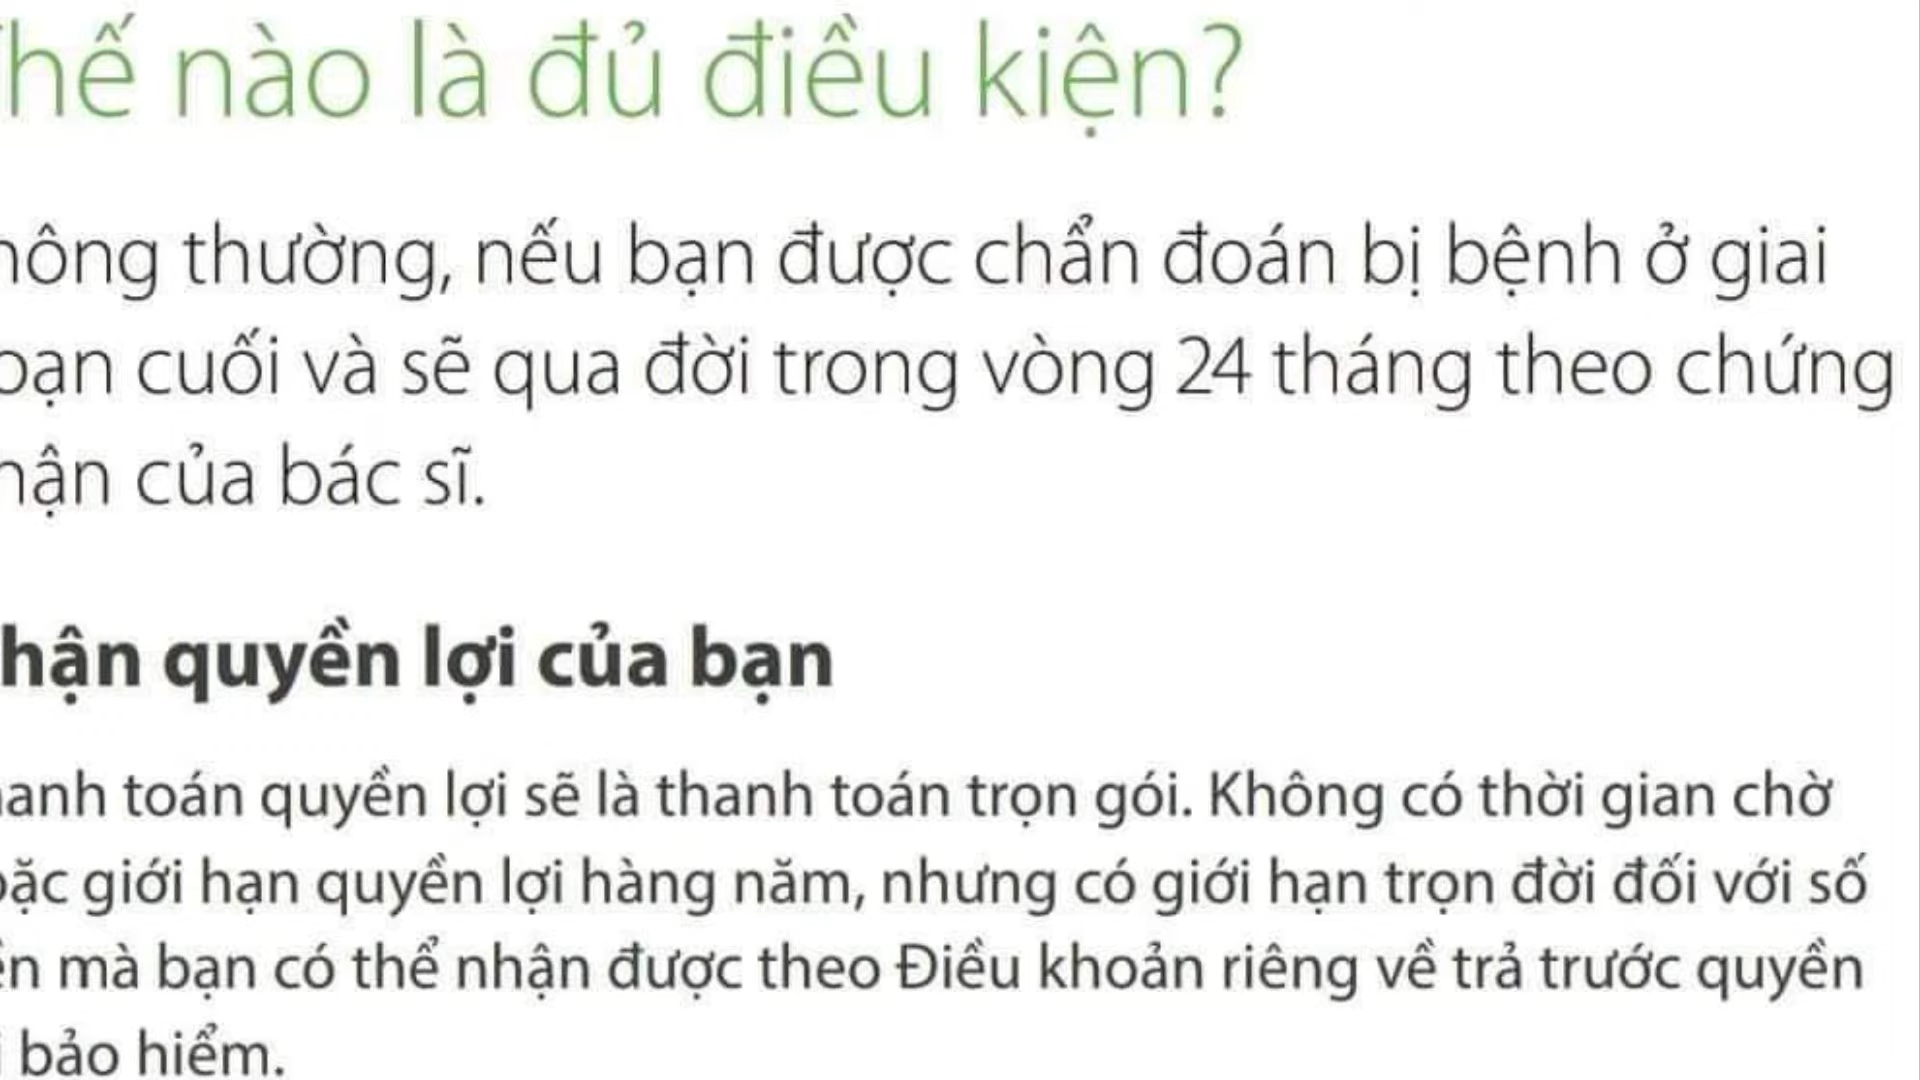 hế nào là đủ điều kiện?
hông thường, nếu bạn được chẩn đoán bị bệnh ở giai
oạn cuối và sẽ qua đời trong vòng 24 tháng theo chứng
hận của bác sĩ.
hận quyền lợi của bạn
hanh toán quyền lợi sẽ là thanh toán trọn gói. Không có thời gian chờ
oặc giới hạn quyền lợi hàng năm, nhưng có giới hạn trọn đời đối với số
ền mà bạn có thể nhận được theo Điều khoản riêng về trả trước quyền
i bảo hiểm.